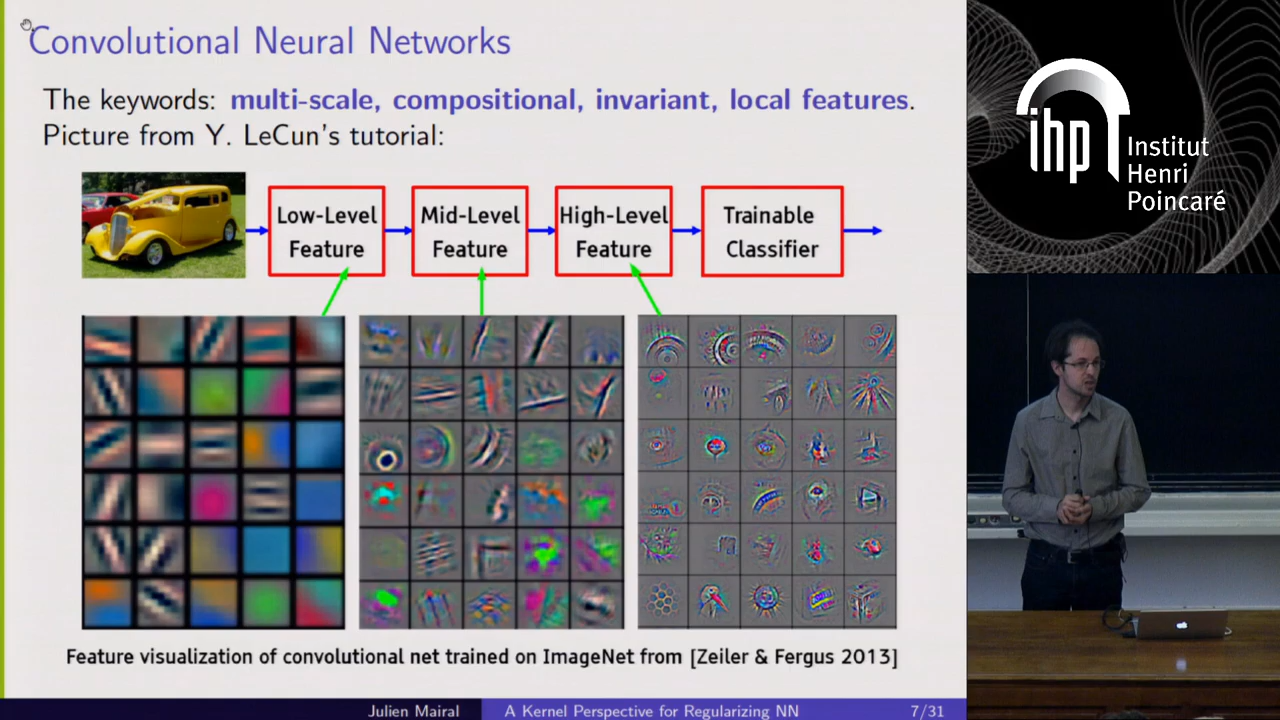 Convolutional Neural Networks
The keywords: multi-scale, compositional, invariant, local features.
Picture from Y. LeCun's tutorial:
Low-Level
Feature
Mid-Level
Feature
High-Level
Feature
Trainable
Classifier
Feature visualization of convolutional net trained on ImageNet from [Zeiler & Fergus 2013]
Julien Mairal
A Kernel Perspective for Regularizing NN
7/31
ihp
Institut
Henri
Poincaré